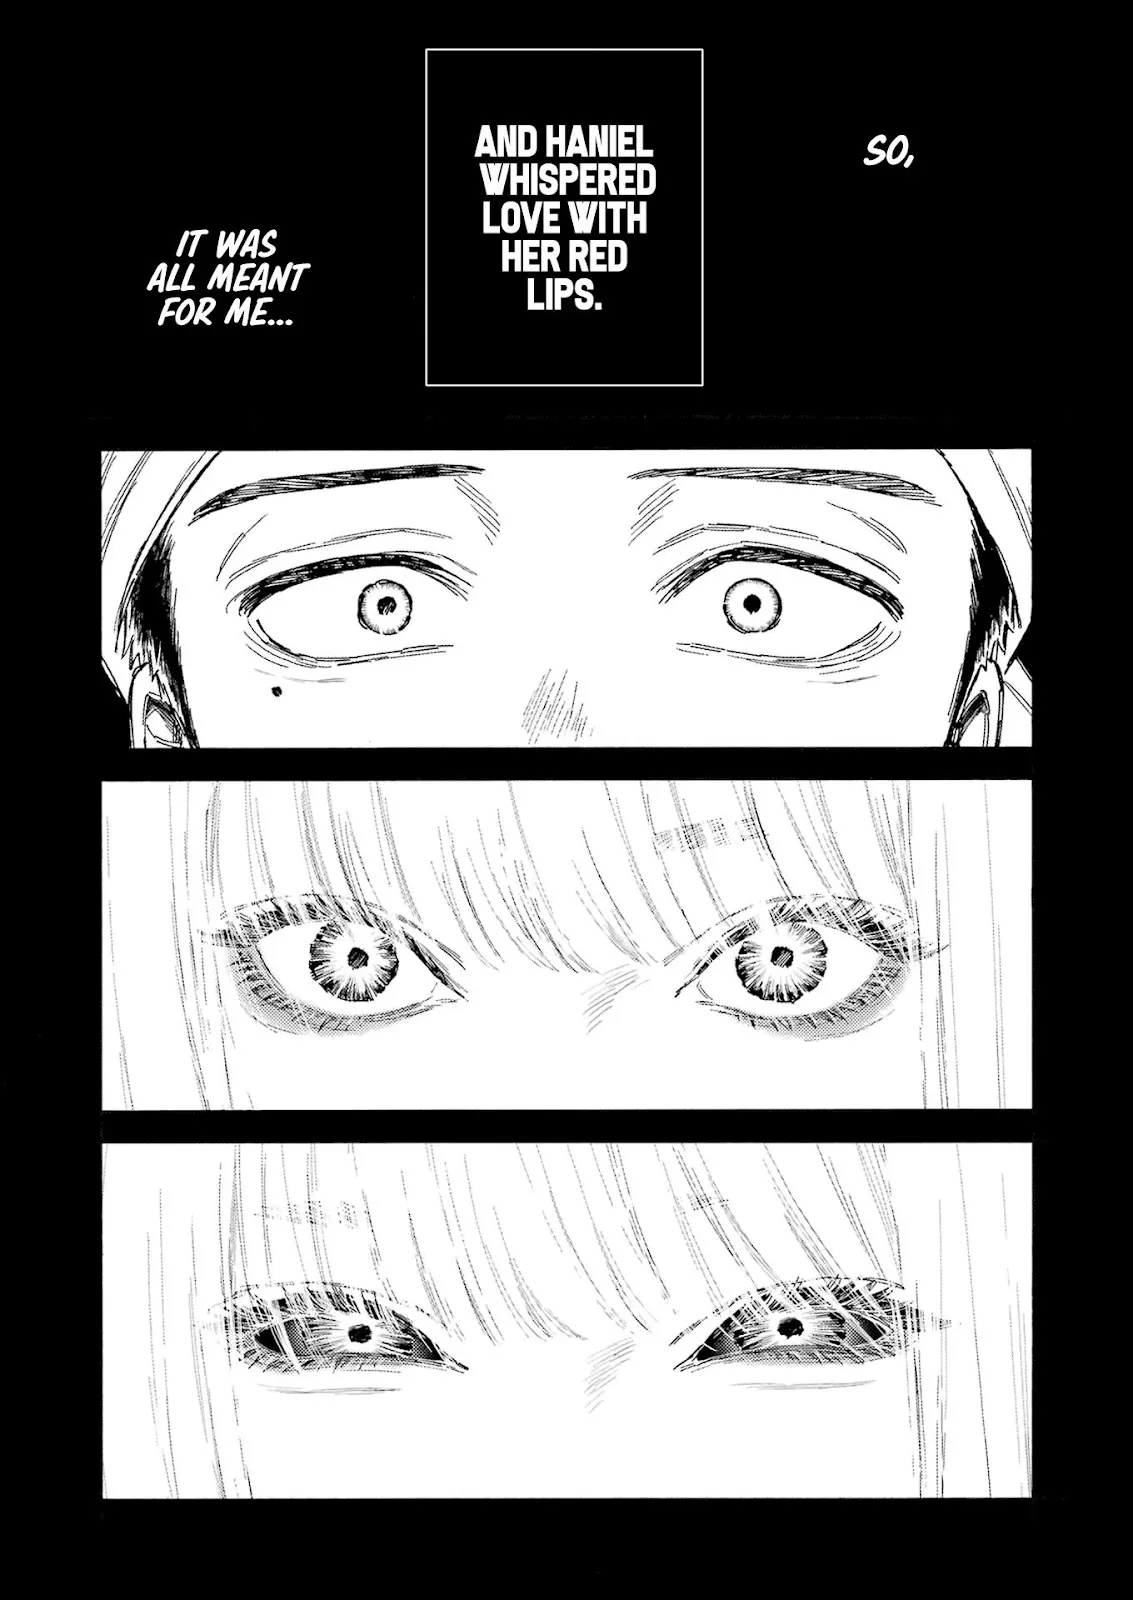 SO,
AND HANIEL
WHISPERED
LOVE WITH
HER RED
LIPS.
IT WAS
ALL MEANT
FOR ME...